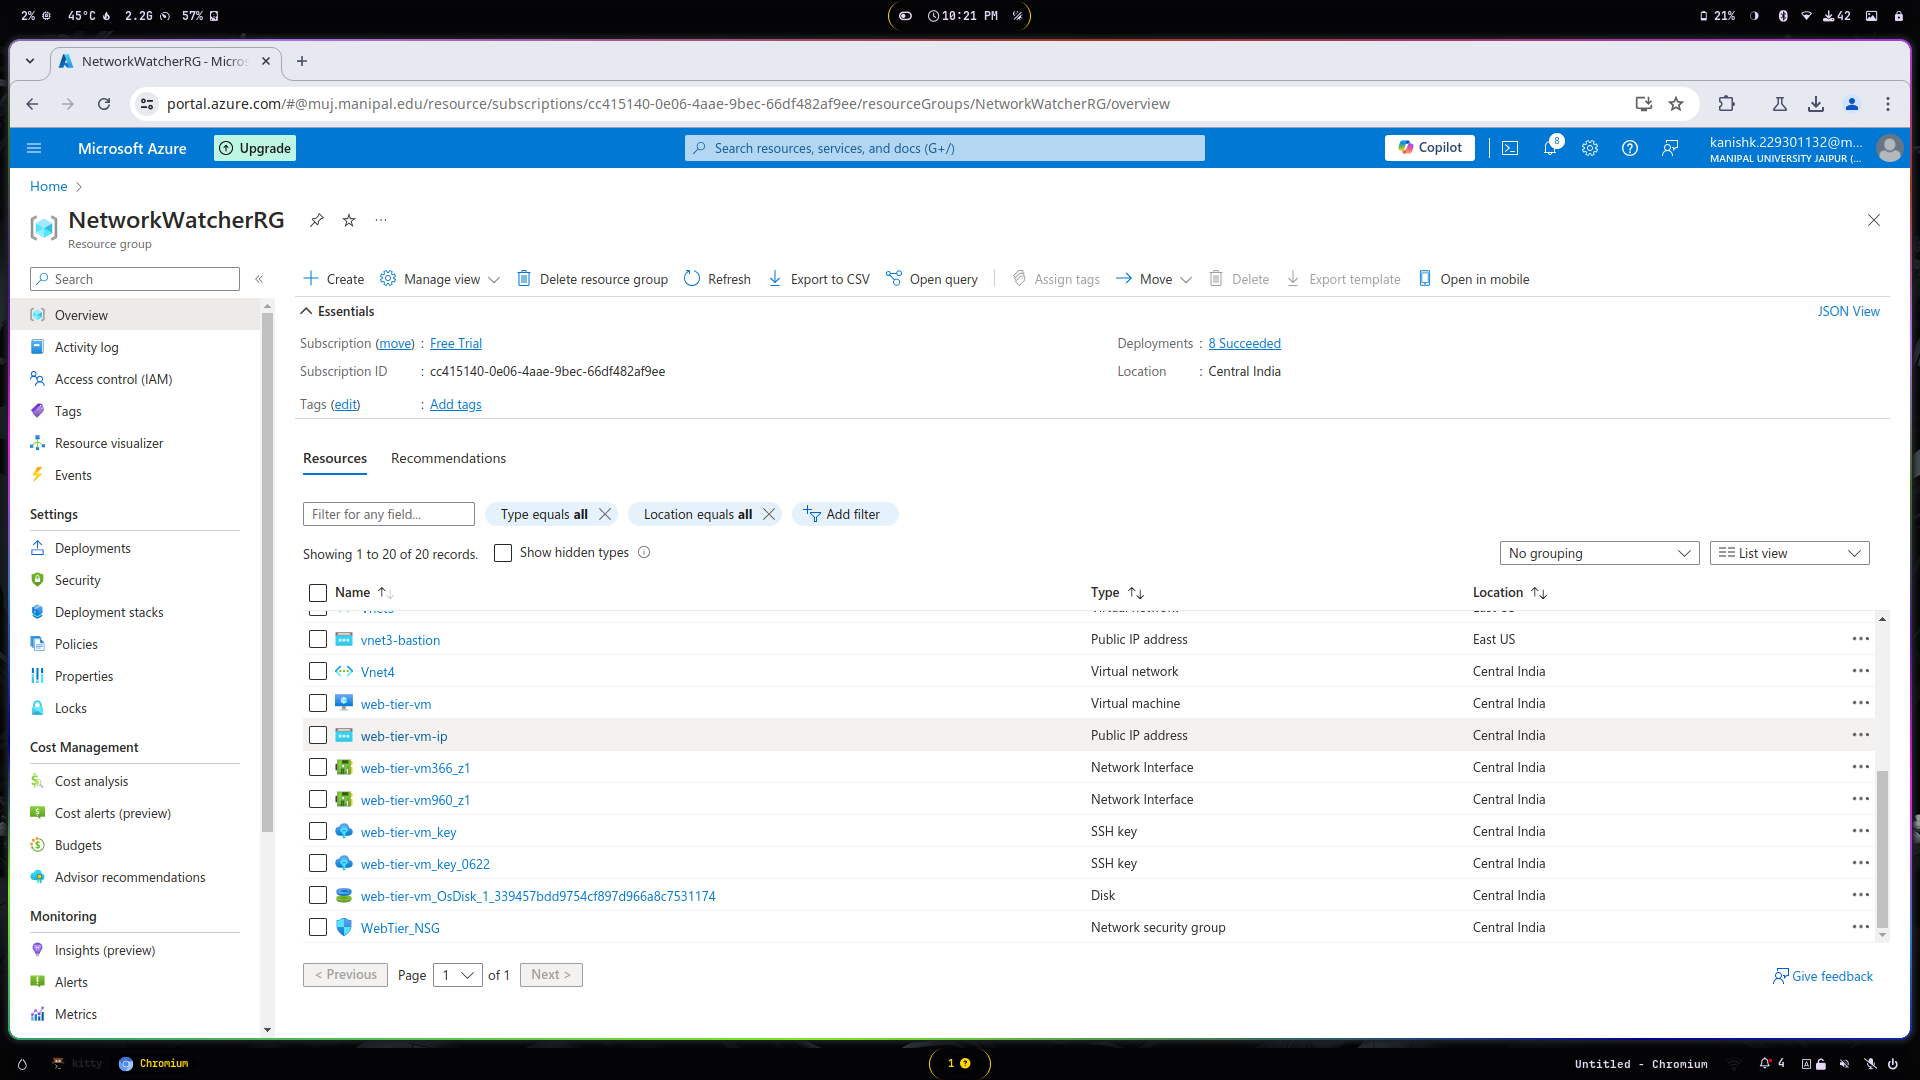 2% 45°C 2.2G 57% 10:21 PM 21% 42
NetworkWatcherRG - Micros
portal.azure.com/#@muj.manipal.edu/resource/subscriptions/cc415140-0e06-4aae-9bec-66df482af9ee/resourceGroups/NetworkWatcherRG/overview
Microsoft Azure Upgrade Search resources, services, and docs (G+/) Copilot 8 kanishk.229301132@m...
MANIPAL UNIVERSITY JAIPUR (...
Home
NetworkWatcherRG
Resource group
Search
Create Manage view Delete resource group Refresh Export to CSV Open query Assign tags Move Delete Export template Open in mobile
Overview
Activity log
Access control (IAM)
Tags
Resource visualizer
Events
Settings
Deployments
Security
Deployment stacks
Policies
Properties
Locks
Cost Management
Cost analysis
Cost alerts (preview)
Budgets
Advisor recommendations
Monitoring
Insights (preview)
Alerts
Metrics
Essentials JSON View
Subscription (move) : Free Trial Deployments : 8 Succeeded
Subscription ID : cc415140-0e06-4aae-9bec-66df482af9ee Location : Central India
Tags (edit) : Add tags
Resources Recommendations
Filter for any field... Type equals all Location equals all Add filter
Showing 1 to 20 of 20 records. Show hidden types No grouping List view
Name Type Location
vnet3-bastion Public IP address East US
Vnet4 Virtual network Central India
web-tier-vm Virtual machine Central India
web-tier-vm-ip Public IP address Central India
web-tier-vm366_z1 Network Interface Central India
web-tier-vm960_z1 Network Interface Central India
web-tier-vm_key SSH key Central India
web-tier-vm_key_0622 SSH key Central India
web-tier-vm_OsDisk_1_339457bdd9754cf897d966a8c7531174 Disk Central India
WebTier_NSG Network security group Central India
< Previous Page 1 of 1 Next > Give feedback
kitty Chromium 1 Untitled - Chromium 4